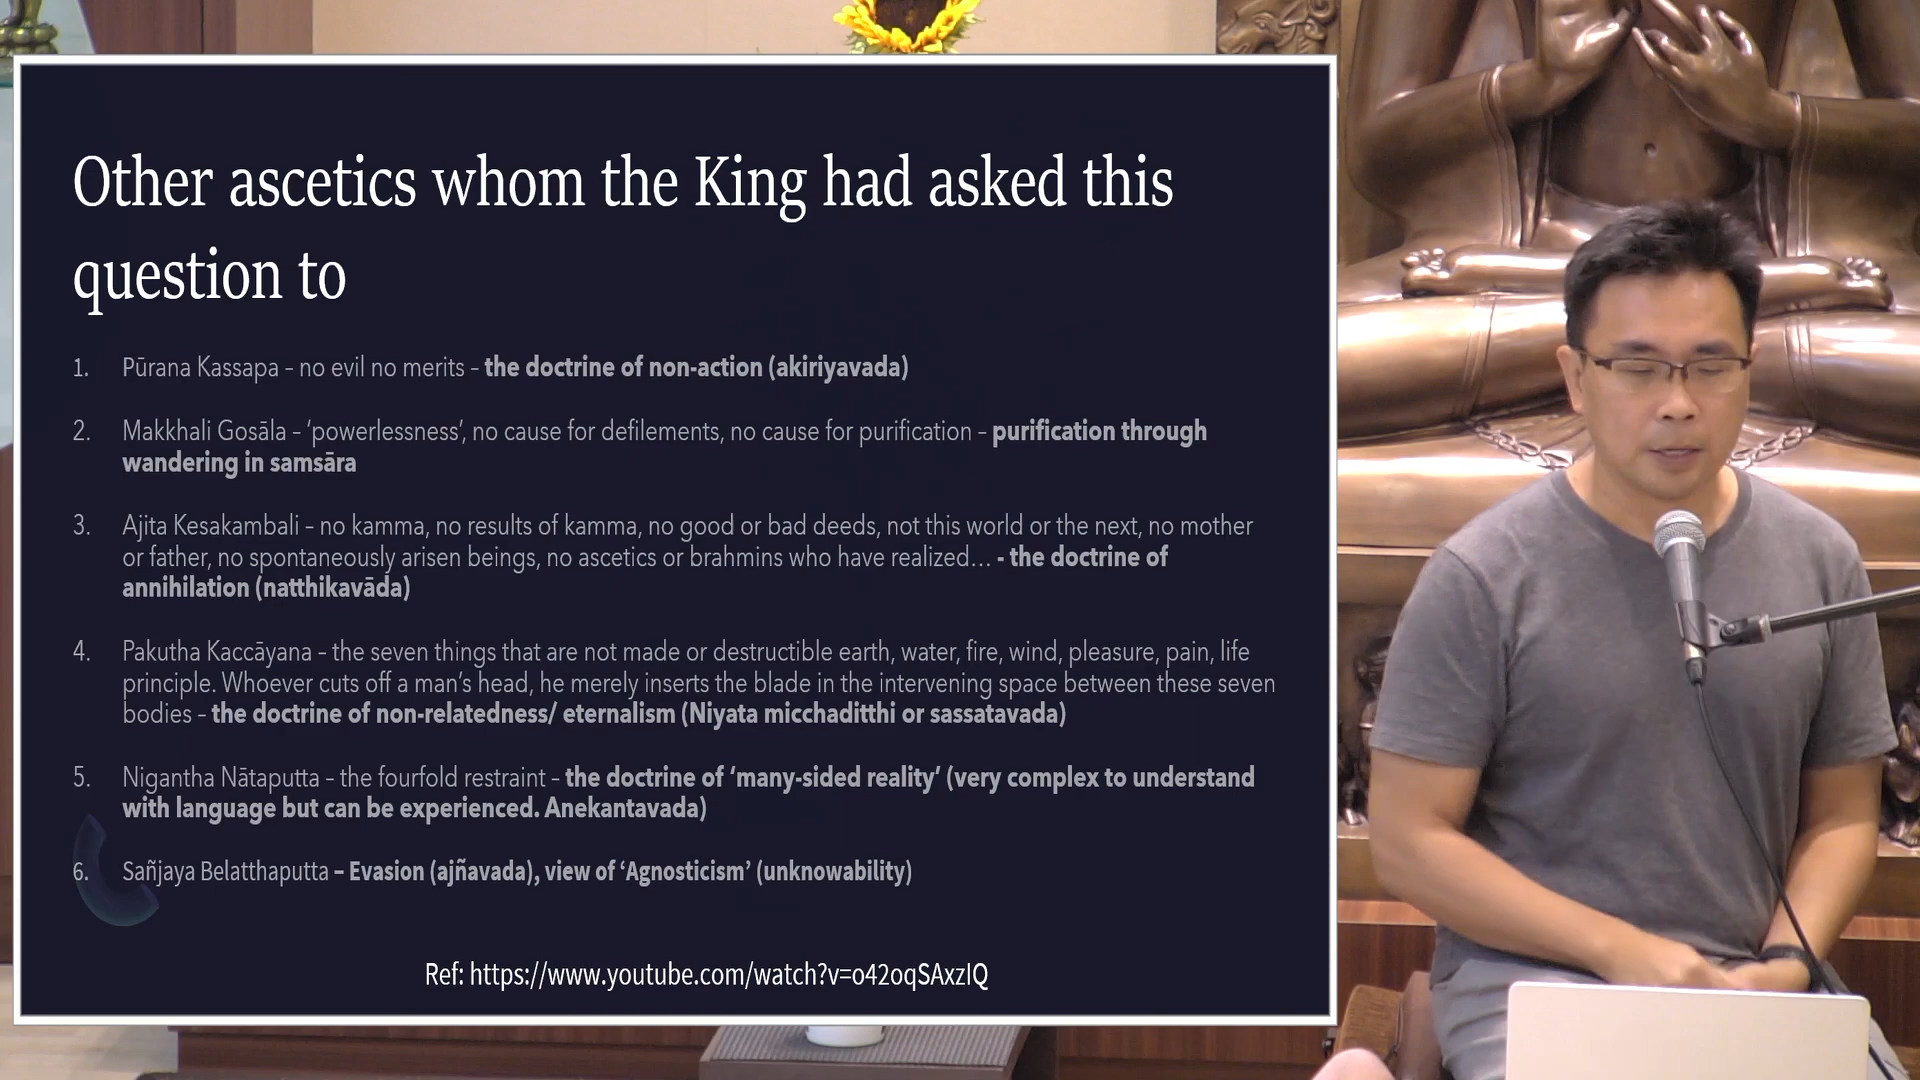 Other ascetics whom the King had asked this
question to
1. Pūrana Kassapa – no evil no merits – the doctrine of non-action (akiriyavada)
2. Makkhali Gosāla – ‘powerlessness’, no cause for defilements, no cause for purification – purification through
wandering in samsāra
3. Ajita Kesakambali – no kamma, no results of kamma, no good or bad deeds, not this world or the next, no mother
or father, no spontaneously arisen beings, no ascetics or brahmins who have realized… - the doctrine of
annihilation (natthikavāda)
4. Pakutha Kaccāyana – the seven things that are not made or destructible earth, water, fire, wind, pleasure, pain, life
principle. Whoever cuts off a man’s head, he merely inserts the blade in the intervening space between these seven
bodies – the doctrine of non-relatedness/ eternalism (Niyata micchaditthi or sassatavada)
5. Nigantha Nātaputta – the fourfold restraint – the doctrine of ‘many-sided reality’ (very complex to understand
with language but can be experienced. Anekantavada)
6. Sañjaya Belatthaputta – Evasion (ajñavada), view of ‘Agnosticism’ (unknowability)
Ref: https://www.youtube.com/watch?v=o42oqSAxzIQ